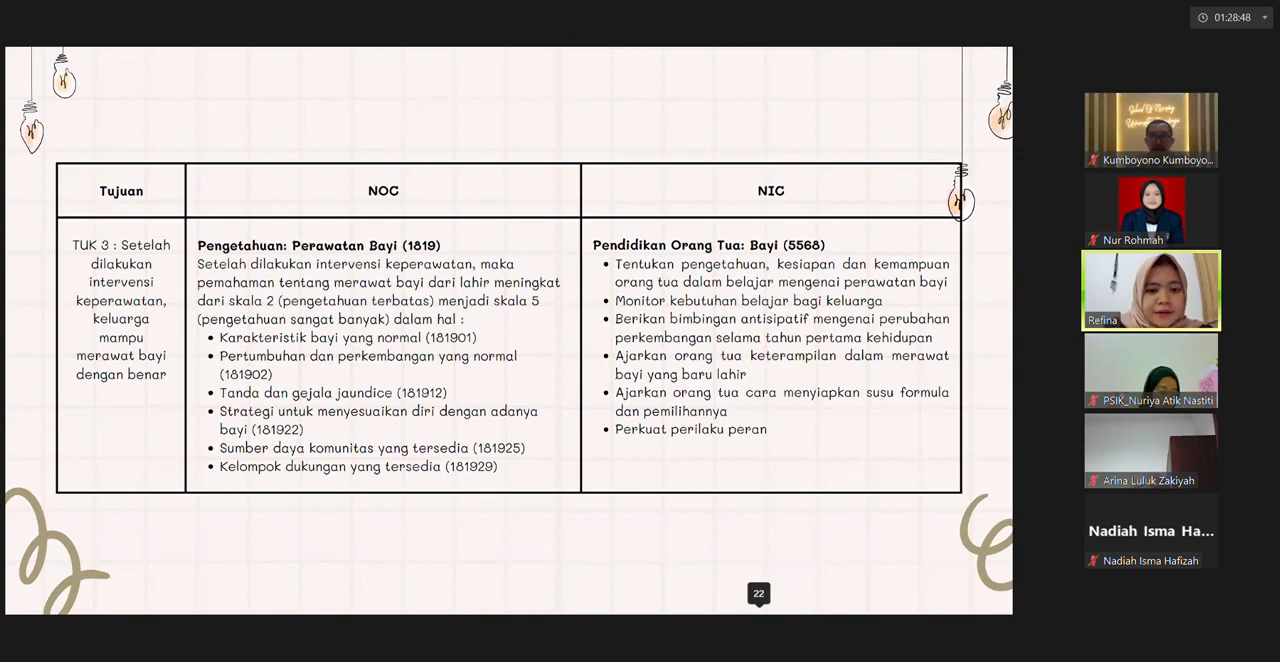 01:28:48
Tujuan
NOC
NIC
TUK 3 : Setelah
dilakukan
intervensi
keperawatan,
keluarga
mampu
merawat bayi
dengan benar
Pengetahuan: Perawatan Bayi (1819)
Setelah dilakukan intervensi keperawatan, maka
pemahaman tentang merawat bayi dari lahir meningkat
dari skala 2 (pengetahuan terbatas) menjadi skala 5
(pengetahuan sangat banyak) dalam hal :
• Karakteristik bayi yang normal (181901)
• Pertumbuhan dan perkembangan yang normal
(181902)
• Tanda dan gejala jaundice (181912)
• Strategi untuk menyesuaikan diri dengan adanya
bayi (181922)
• Sumber daya komunitas yang tersedia (181925)
• Kelompok dukungan yang tersedia (181929)
Pendidikan Orang Tua: Bayi (5568)
• Tentukan pengetahuan, kesiapan dan kemampuan
orang tua dalam belajar mengenai perawatan bayi
• Monitor kebutuhan belajar bagi keluarga
• Berikan bimbingan antisipatif mengenai perubahan
perkembangan selama tahun pertama kehidupan
• Ajarkan orang tua keterampilan dalam merawat
bayi yang baru lahir
• Ajarkan orang tua cara menyiapkan susu formula
dan pemilihannya
• Perkuat perilaku peran
22
School Of Nursing
Kumboyono Kumboyo...
Nur Rohmah
Refina
PSIK_Nuriya Atik Nastiti
Arina Luluk Zakiyah
Nadiah Isma Ha...
Nadiah Isma Hafizah